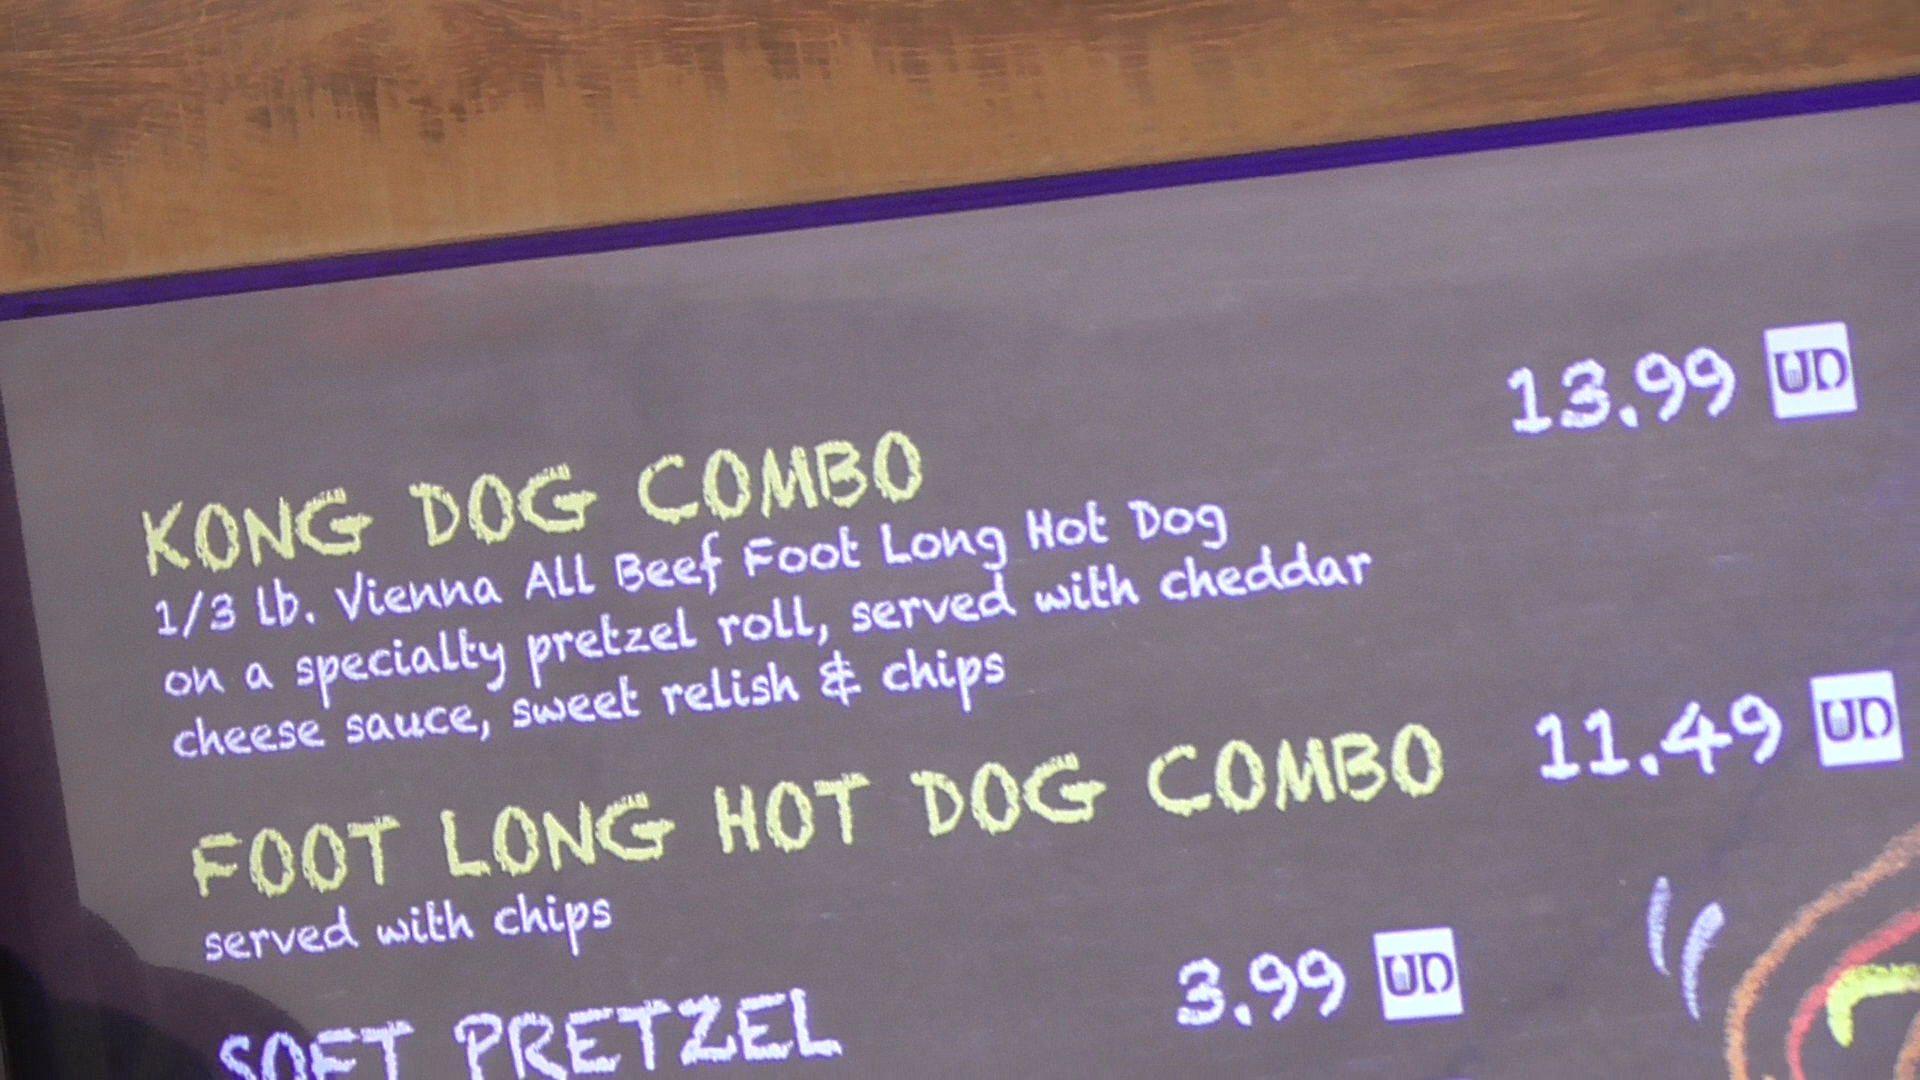 KONG DOG COMBO 13.99 UD
1/3 lb. Vienna All Beef Foot Long Hot Dog
on a specialty pretzel roll, served with cheddar
cheese sauce, sweet relish & chips
FOOT LONG HOT DOG COMBO 11.49 UD
served with chips
SOFT PRETZEL 3.99 UD